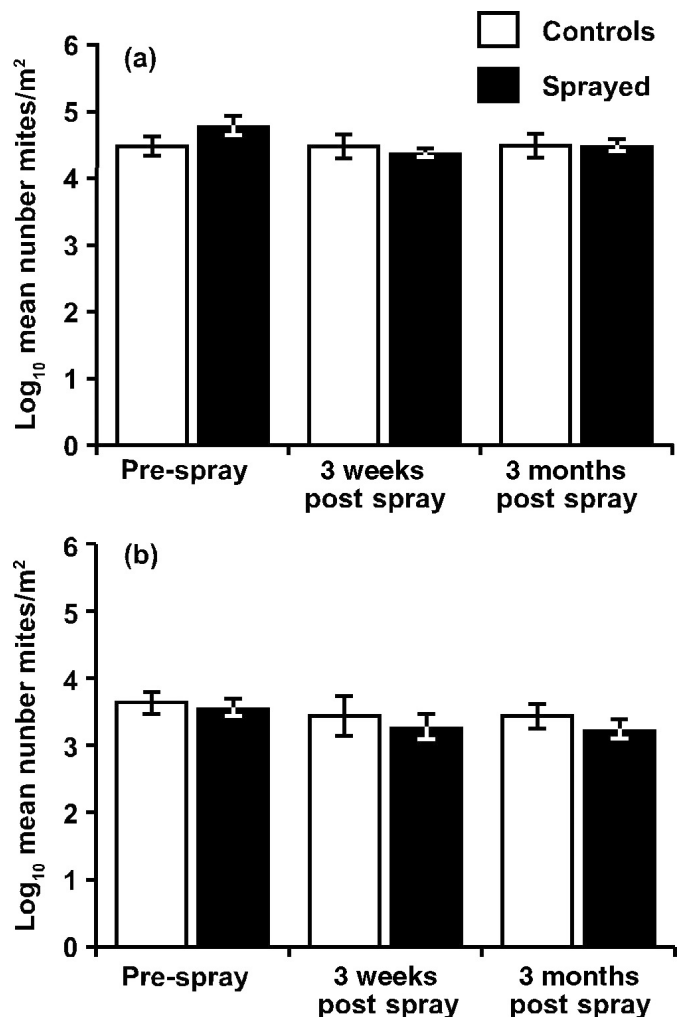 Controls
Sprayed
(a)
Log10 mean nunber mites/m²
6
5
4
3
2
1
0
Pre-spray
3 weeks
post spray
3 months
post spray
(b)
Log10 mean nunber mites/m²
6
5
4
3
2
1
0
Pre-spray
3 weeks
post spray
3 months
post spray